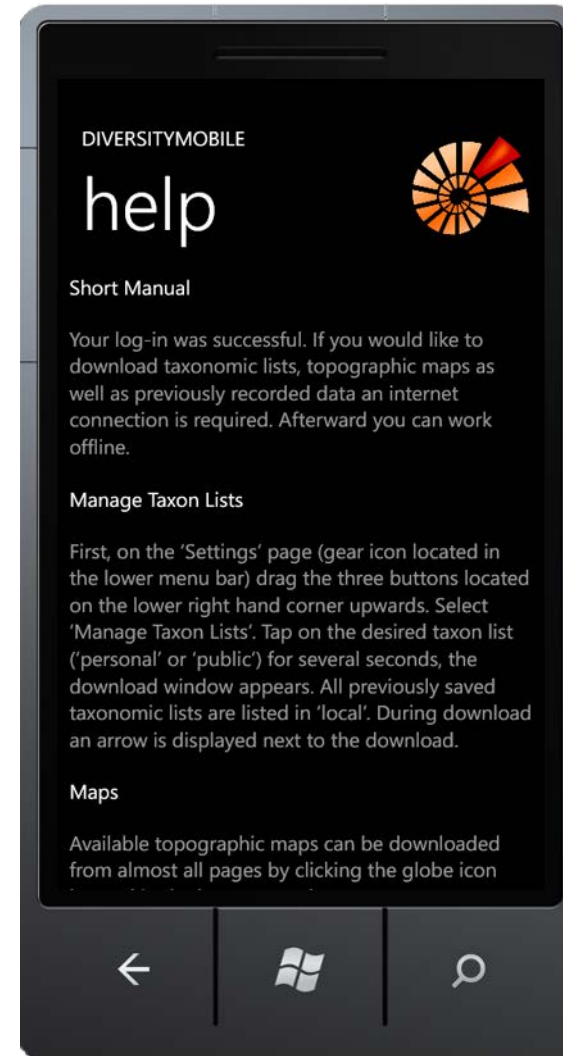 DIVERSITYMOBILE
help
Short Manual
Your log-in was successful. If you would like to
download taxonomic lists, topographic maps as
well as previously recorded data an internet
connection is required. Afterward you can work
offline.
Manage Taxon Lists
First, on the ‘Settings’ page (gear icon located in
the lower menu bar) drag the three buttons located
on the lower right hand corner upwards. Select
‘Manage Taxon Lists’. Tap on the desired taxon list
(‘personal’ or ‘public’) for several seconds, the
download window appears. All previously saved
taxonomic lists are listed in ‘local’. During download
an arrow is displayed next to the download.
Maps
Available topographic maps can be downloaded
from almost all pages by clicking the globe icon